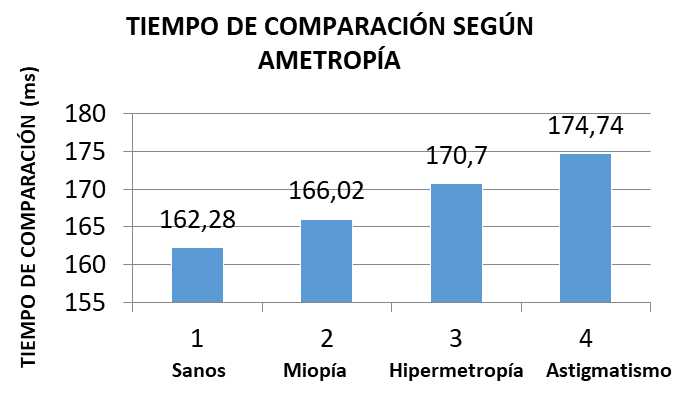 TIEMPO DE COMPARACIÓN SEGÚN
AMETROPÍA
TIEMPO DE COMPARACIÓN (ms)
180
175
170
165
160
155
162,28
166,02
170,7
174,74
1 2 3 4
Sanos Miopía Hipermetropía Astigmatismo